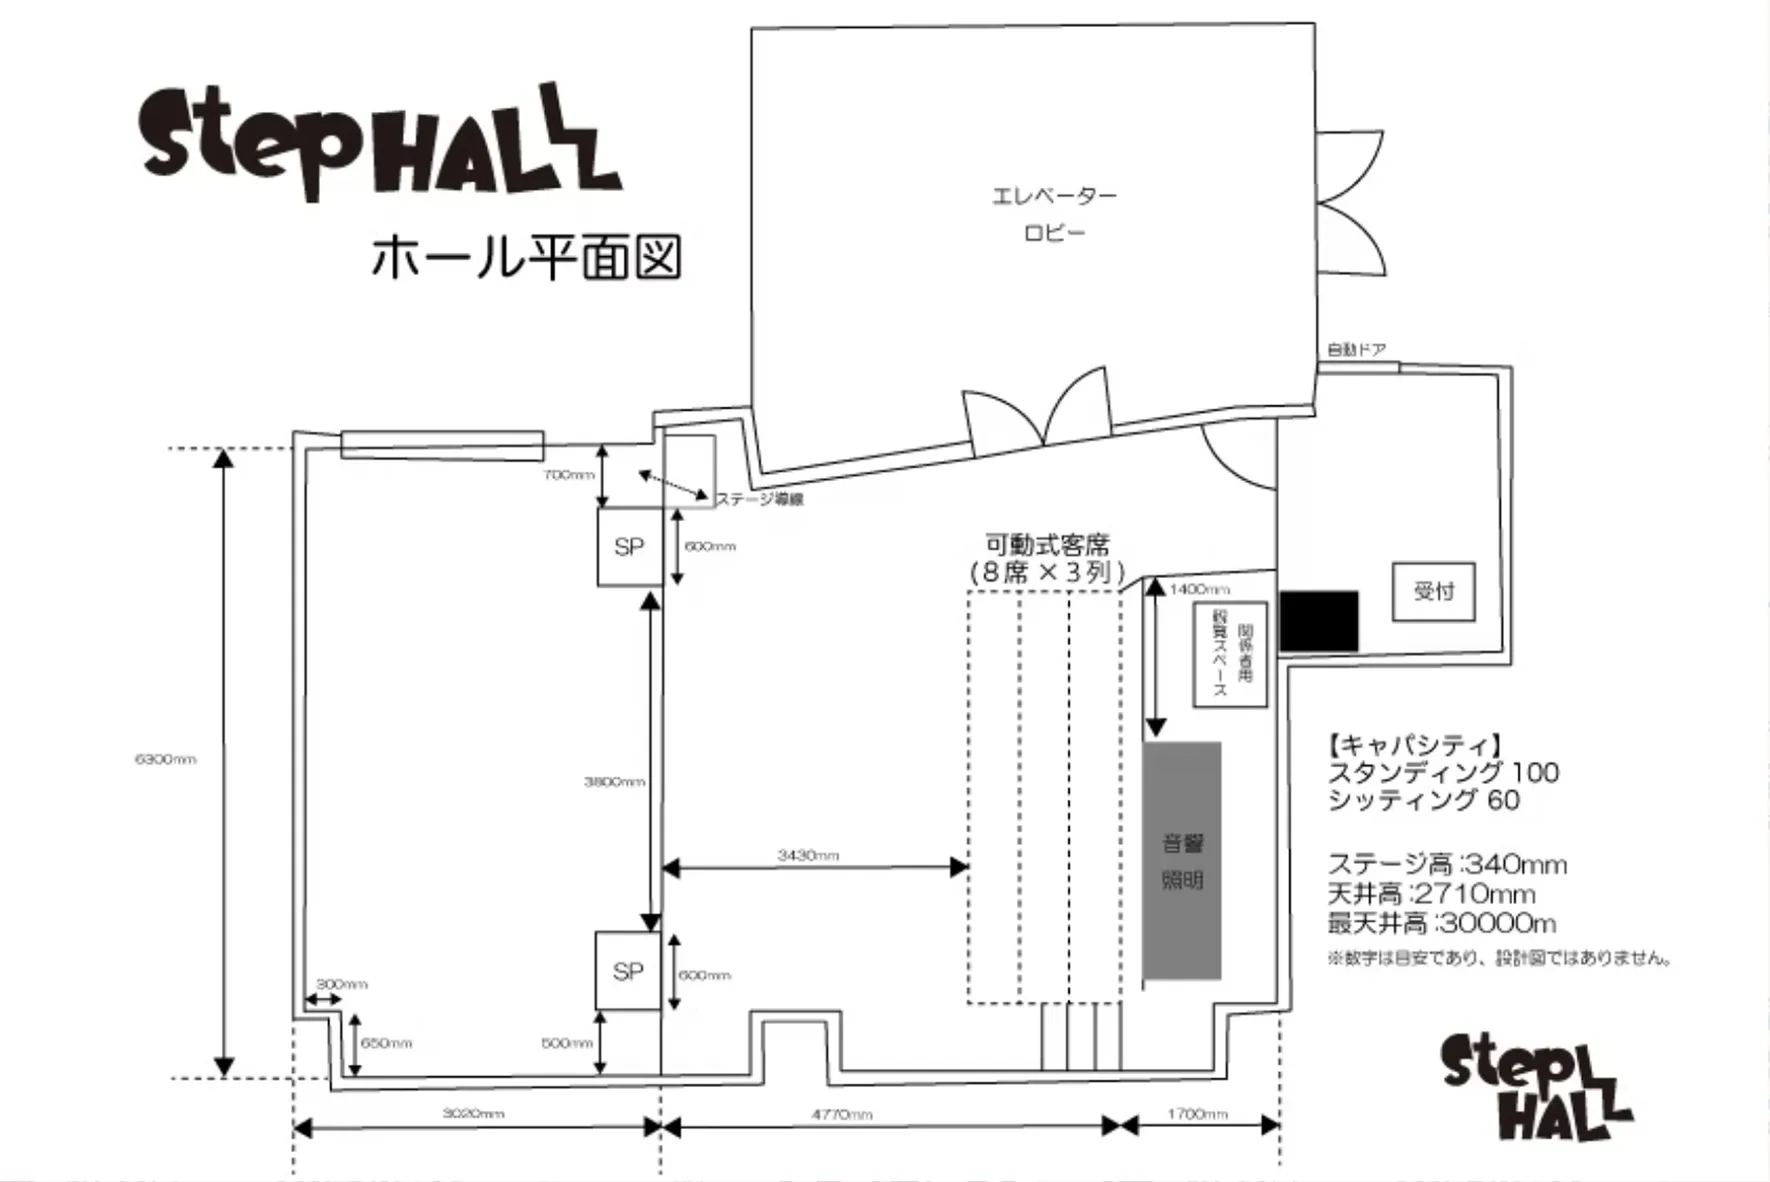 Step HALL
ホール平面図
エレベーター
ロビー
自動ドア
700mm
ステージ導線
SP
600mm
可動式客席
(8席×3列)
1400mm
関係者用
観覧スペース
受付
6300mm
3800mm
3430mm
音響
照明
【キャパシティ】
スタンディング 100
シッティング 60
ステージ高:340mm
天井高:2710mm
最天井高:30000m
※数字は目安であり、設計図ではありません。
SP
600mm
300mm
650mm
500mm
3020mm
4770mm
1700mm
Step
HALL